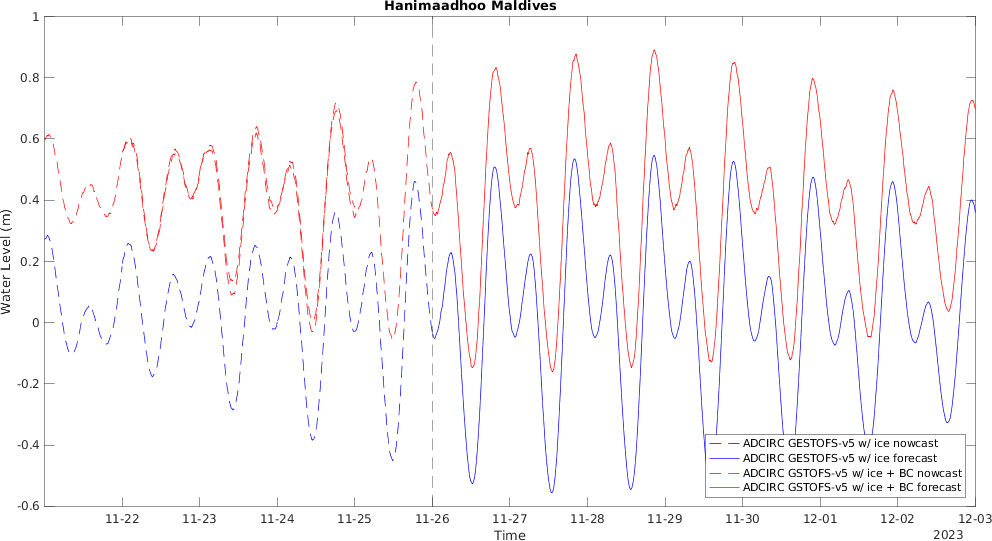 Hanimaadhoo Maldives
1
0.8
0.6
0.4
0.2
0
-0.2
-0.4
-0.6
Water Level (m)
ADCIRC GESTOFS-v5 w/ ice nowcast
ADCIRC GESTOFS-v5 w/ ice forecast
ADCIRC GSTOFS-v5 w/ ice + BC nowcast
ADCIRC GSTOFS-v5 w/ ice + BC forecast
11-22 11-23 11-24 11-25 11-26 11-27 11-28 11-29 11-30 12-01 12-02 12-03
Time
2023